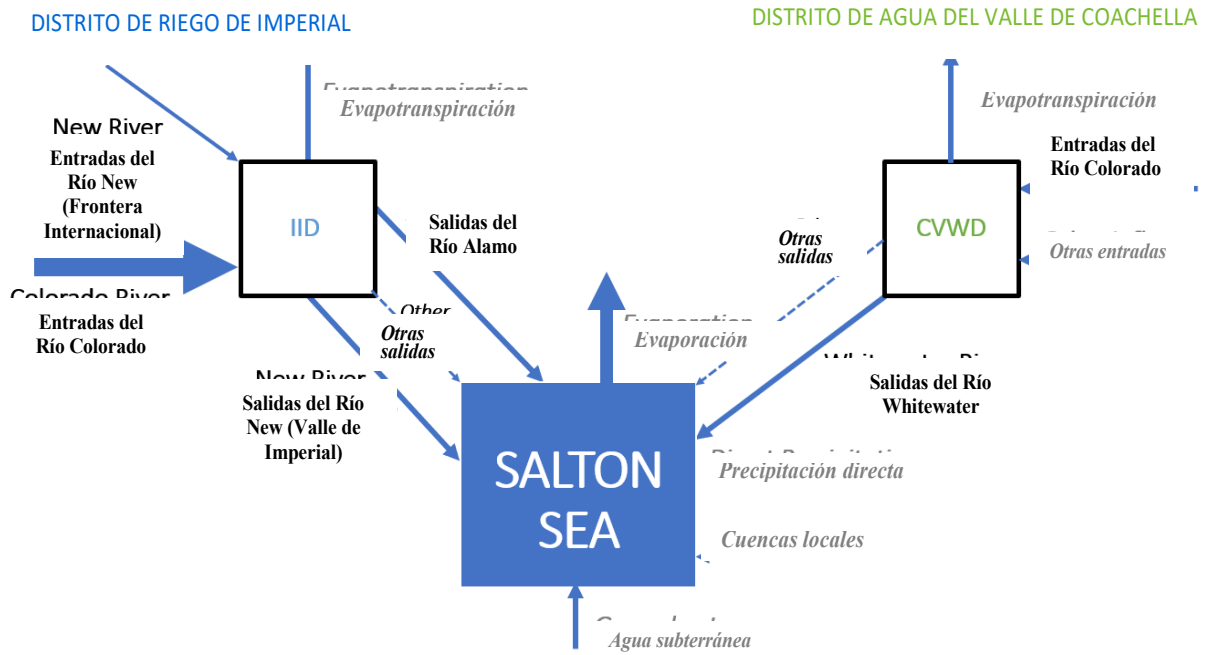 DISTRITO DE RIEGO DE IMPERIAL
DISTRITO DE AGUA DEL VALLE DE COACHELLA
Evapotranspiration
Evapotranspiración
Evapotranspiración
New River
Entradas del
Río New
(Frontera
Internacional)
Entradas del
Río Colorado
IID
CVWD
Salidas del
Río Alamo
Otras
salidas
Otras entradas
Colorado River
Entradas del
Río Colorado
Other
Otras
salidas
Evaporation
Evaporación
New River
Salidas del Río
New (Valle de
Imperial)
Salidas del Río
Whitewater
SALTON
SEA
Precipitación directa
Cuencas locales
Agua subterránea